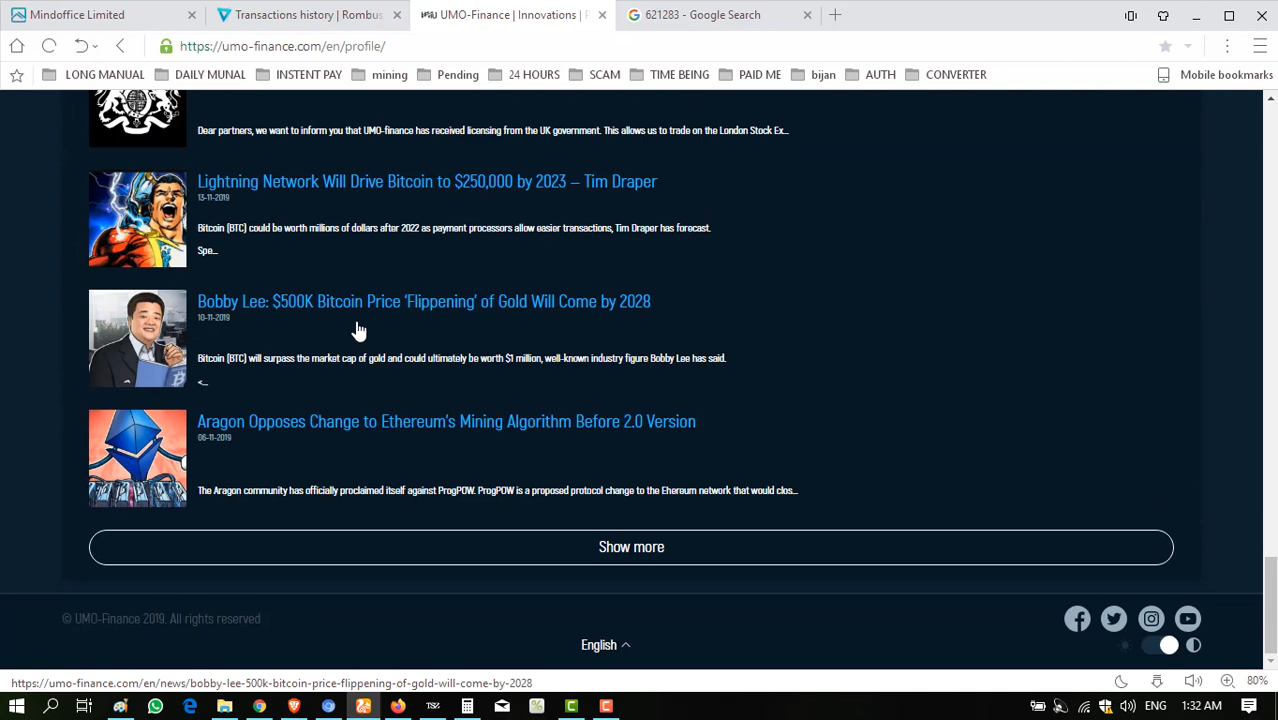 Mindoffice Limited
Transactions history | Rombus
UMO-Finance | Innovations | F
621283 - Google Search
https://umo-finance.com/en/profile/
LONG MANUAL
DAILY MUNAL
INSTENT PAY
mining
Pending
24 HOURS
SCAM
TIME BEING
PAID ME
bijan
AUTH
CONVERTER
Mobile bookmarks
Dear partners, we want to inform you that UMO-finance has received licensing from the UK government. This allows us to trade on the London Stock Ex...
Lightning Network Will Drive Bitcoin to $250,000 by 2023 – Tim Draper
13-11-2019
Bitcoin (BTC) could be worth millions of dollars after 2022 as payment processors allow easier transactions, Tim Draper has forecast.
Spe...
Bobby Lee: $500K Bitcoin Price ‘Flippening’ of Gold Will Come by 2028
10-11-2019
Bitcoin (BTC) will surpass the market cap of gold and could ultimately be worth $1 million, well-known industry figure Bobby Lee has said.
<...
Aragon Opposes Change to Ethereum’s Mining Algorithm Before 2.0 Version
06-11-2019
The Aragon community has officially proclaimed itself against ProgPOW. ProgPOW is a proposed protocol change to the Ehereum network that would clos...
Show more
© UMO-Finance 2019. All rights reserved
English
https://umo-finance.com/en/news/bobby-lee-500k-bitcoin-price-flippening-of-gold-will-come-by-2028
80%
ENG
1:32 AM